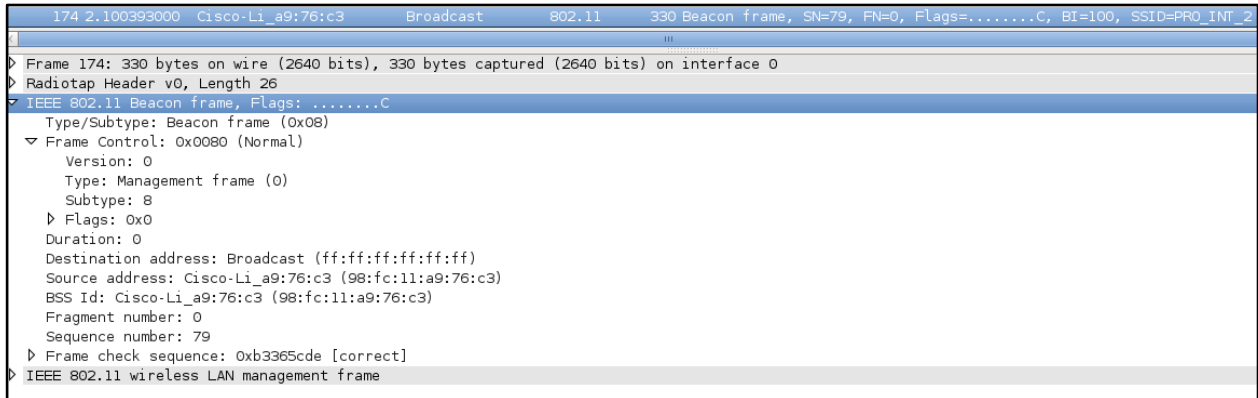 174 2.100393000 Cisco-Li_a9:76:c3 Broadcast 802.11 330 Beacon frame, SN=79, FN=0, Flags=........C, BI=100, SSID=PRO_INT_2
Frame 174: 330 bytes on wire (2640 bits), 330 bytes captured (2640 bits) on interface 0
Radiotap Header v0, Length 26
IEEE 802.11 Beacon frame, Flags: ........C
Type/Subtype: Beacon frame (0x08)
Frame Control: 0x0080 (Normal)
Version: 0
Type: Management frame (0)
Subtype: 8
Flags: 0x0
Duration: 0
Destination address: Broadcast (ff:ff:ff:ff:ff:ff)
Source address: Cisco-Li_a9:76:c3 (98:fc:11:a9:76:c3)
BSS Id: Cisco-Li_a9:76:c3 (98:fc:11:a9:76:c3)
Fragment number: 0
Sequence number: 79
Frame check sequence: 0xb3365cde [correct]
IEEE 802.11 wireless LAN management frame